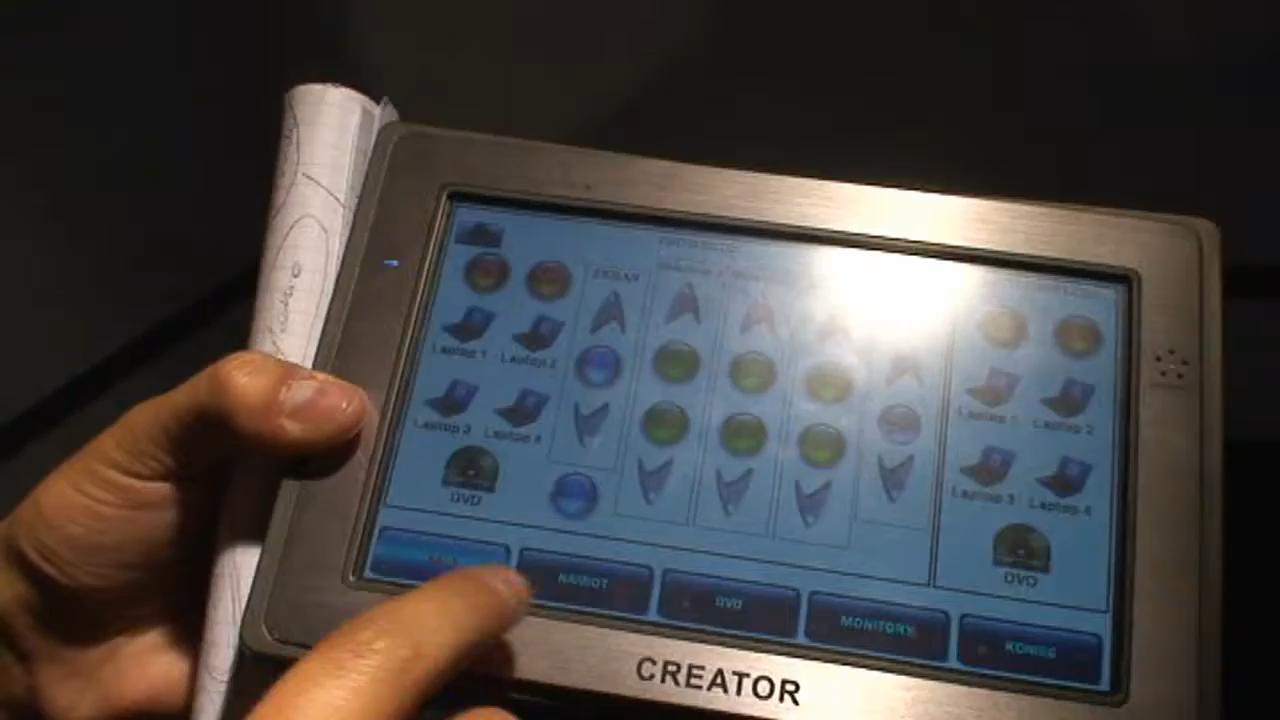 EKRAN
Laptop 1
Laptop 2
Laptop 3
Laptop 4
DVD
Laptop 1
Laptop 2
Laptop 3
Laptop 4
DVD
NAMIOT
DVD
MONITORY
KONIEC
CREATOR